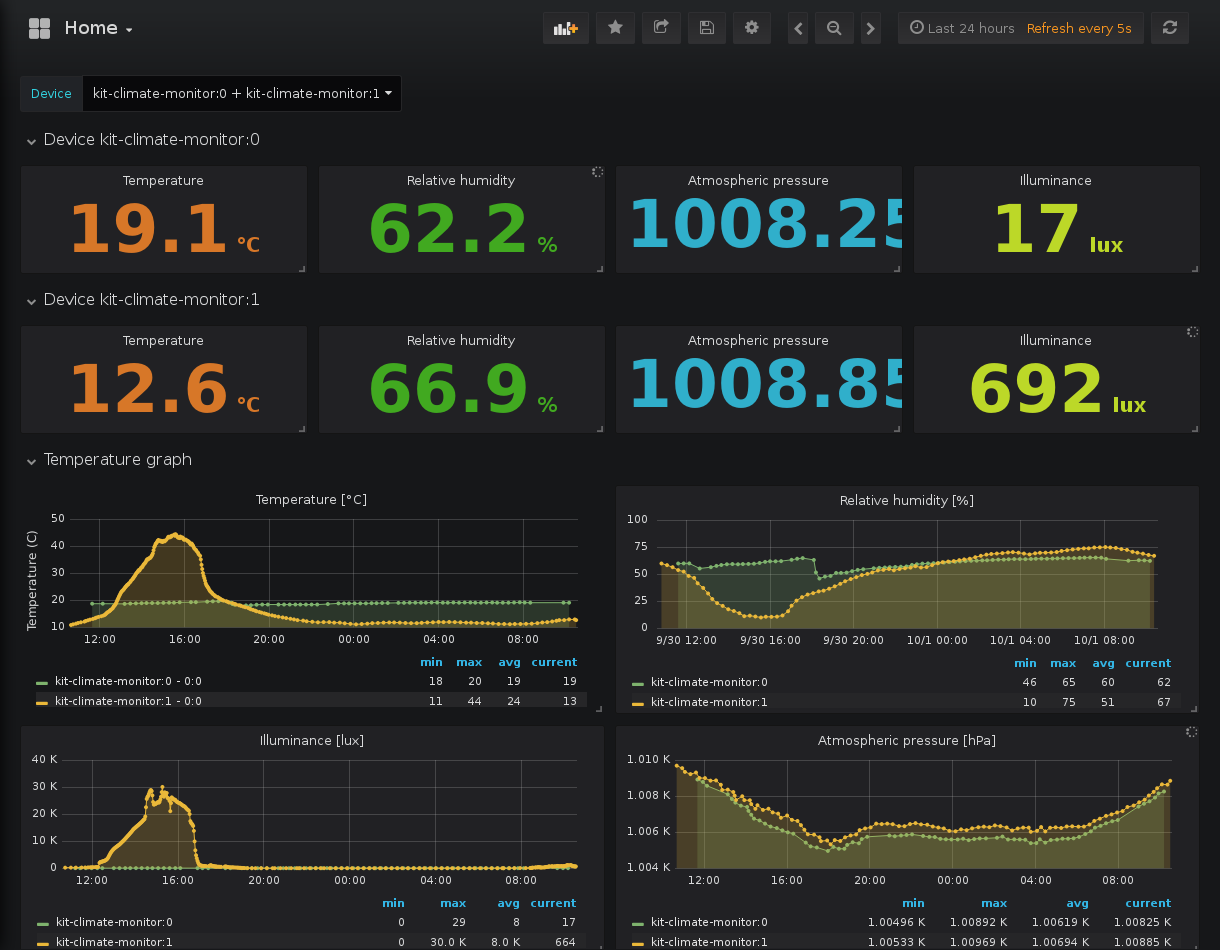 Home
Last 24 hours Refresh every 5s
Device kit-climate-monitor:0 + kit-climate-monitor:1
Device kit-climate-monitor:0
Temperature Relative humidity Atmospheric pressure Illuminance
19.1 °C 62.2 % 1008.25 17 lux
Device kit-climate-monitor:1
Temperature Relative humidity Atmospheric pressure Illuminance
12.6 °C 66.9 % 1008.85 692 lux
Temperature graph
Temperature [°C]
Temperature (C)
50
40
30
20
10
12:00 16:00 20:00 00:00 04:00 08:00
min max avg current
kit-climate-monitor:0 - 0:0 18 20 19 19
kit-climate-monitor:1 - 0:0 11 44 24 13
Relative humidity [%]
100
75
50
25
0
9/30 12:00 9/30 16:00 9/30 20:00 10/1 00:00 10/1 04:00 10/1 08:00
min max avg current
kit-climate-monitor:0 46 65 60 62
kit-climate-monitor:1 10 75 51 67
Illuminance [lux]
40 K
30 K
20 K
10 K
0
12:00 16:00 20:00 00:00 04:00 08:00
min max avg current
kit-climate-monitor:0 0 29 8 17
kit-climate-monitor:1 0 30.0 K 8.0 K 664
Atmospheric pressure [hPa]
1.010 K
1.008 K
1.006 K
1.004 K
12:00 16:00 20:00 00:00 04:00 08:00
min max avg current
kit-climate-monitor:0 1.00496 K 1.00892 K 1.00619 K 1.00825 K
kit-climate-monitor:1 1.00533 K 1.00969 K 1.00694 K 1.00885 K